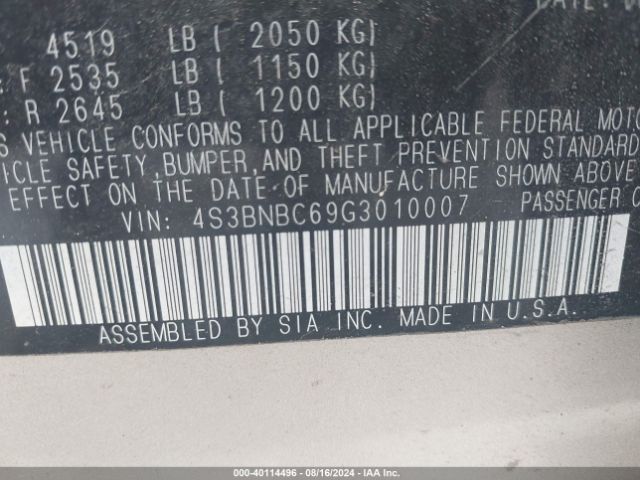 DATE:
4519 LB ( 2050 KG)
: F 2535 LB ( 1150 KG)
: R 2645 LB ( 1200 KG)
S VEHICLE CONFORMS TO ALL APPLICABLE FEDERAL MOTO
ICLE SAFETY, BUMPER, AND THEFT PREVENTION STANDARD
EFFECT ON THE DATE OF MANUFACTURE SHOWN ABOVE.
VIN: 4S3BNBC69G3010007 PASSENGER C
ASSEMBLED BY SIA INC. MADE IN U.S.A.
000-40114496 - 08/16/2024 - IAA Inc.